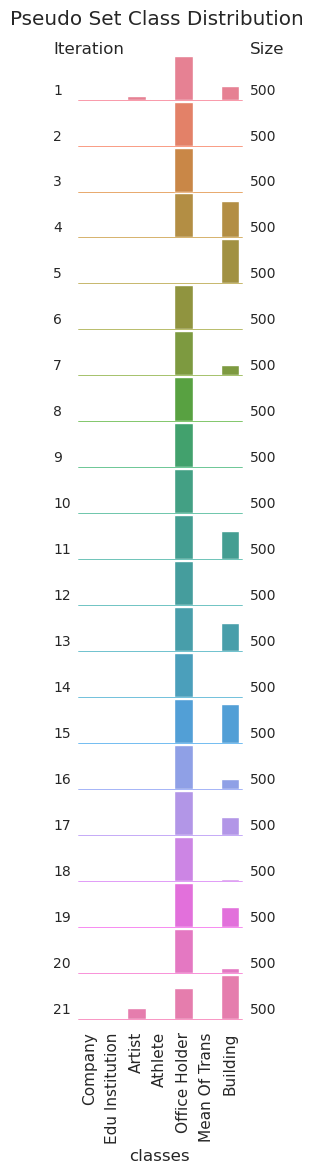 Pseudo Set Class Distribution
Iteration Size
1 500
2 500
3 500
4 500
5 500
6 500
7 500
8 500
9 500
10 500
11 500
12 500
13 500
14 500
15 500
16 500
17 500
18 500
19 500
20 500
21 500
Company
Edu Institution
Artist
Athlete
Office Holder
Mean Of Trans
Building
classes